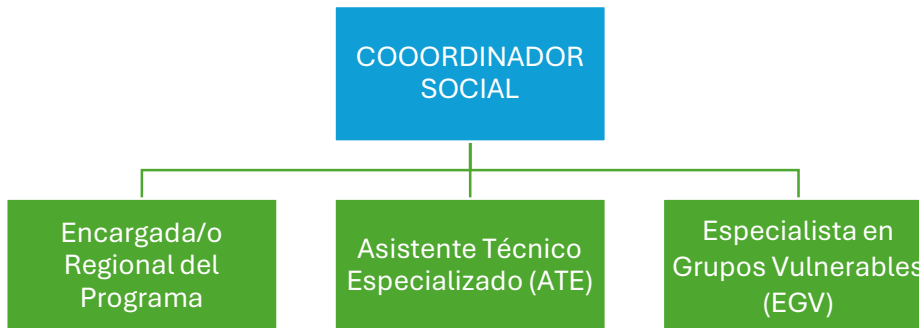 COOORDINADOR
SOCIAL
Encargada/o
Regional del
Programa
Asistente Técnico
Especializado (ATE)
Especialista en
Grupos Vulnerables
(EGV)